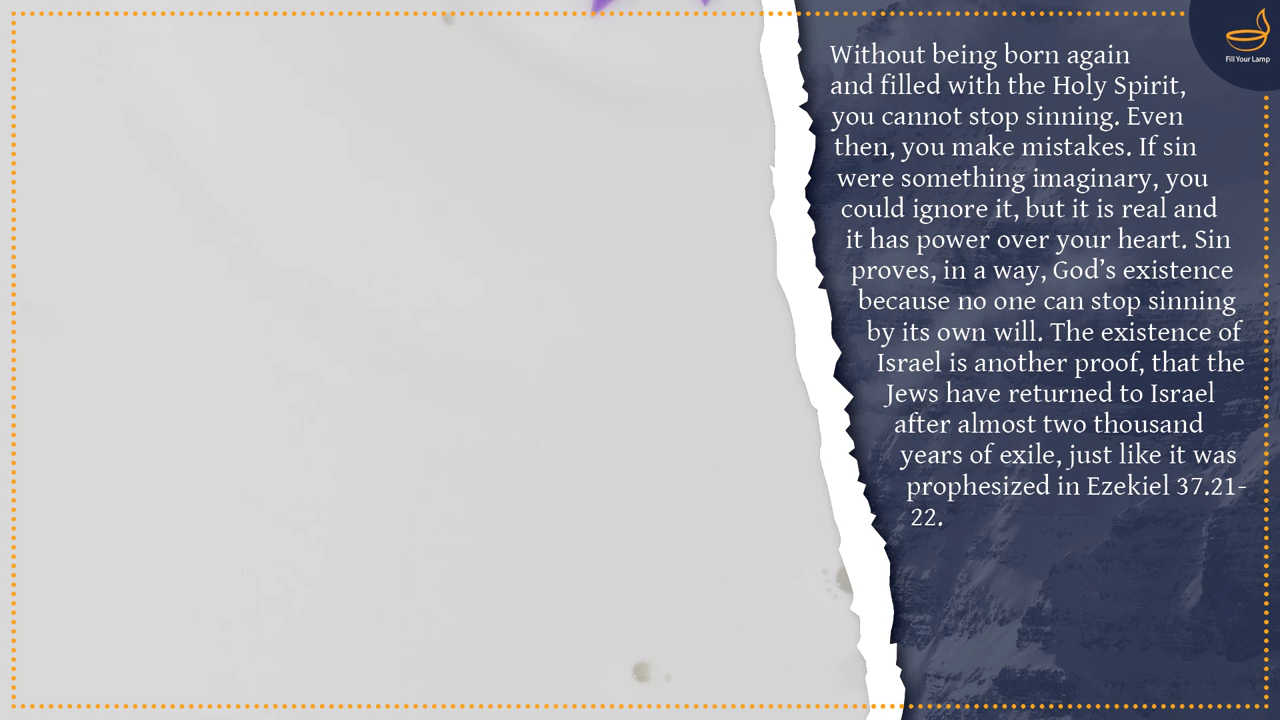 Without being born again
and filled with the Holy Spirit,
you cannot stop sinning. Even
then, you make mistakes. If sin
were something imaginary, you
could ignore it, but it is real and
it has power over your heart. Sin
proves, in a way, God’s existence
because no one can stop sinning
by its own will. The existence of
Israel is another proof, that the
Jews have returned to Israel
after almost two thousand
years of exile, just like it was
prophesized in Ezekiel 37.21-
22.
Fill Your Lamp